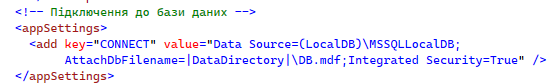 <!-- Підключення до бази даних -->
<appSettings>
<add key="CONNECT" value="Data Source=(LocalDB)\MSSQLLocalDB;
AttachDbFilename=|DataDirectory|\DB.mdf;Integrated Security=True" />
</appSettings>